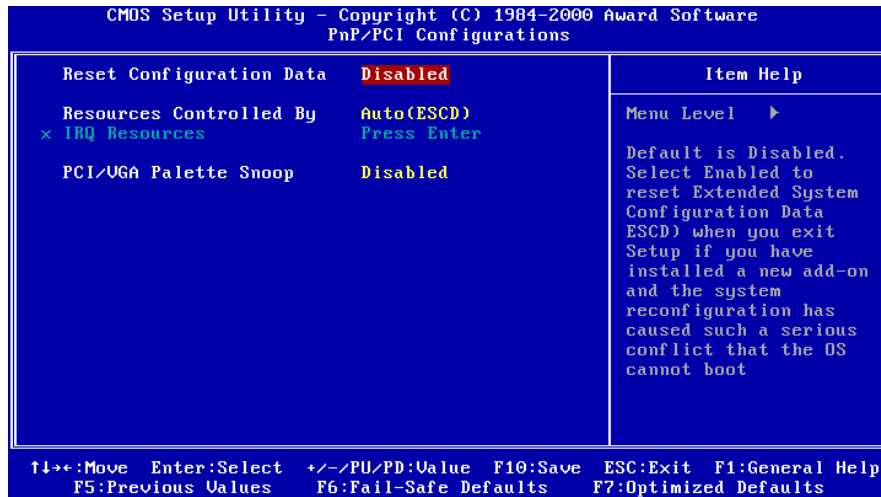 CMOS Setup Utility - Copyright (C) 1984-2000 Award Software
PnP/PCI Configurations
Reset Configuration Data Disabled
Resources Controlled By Auto(ESCD)
x IRQ Resources Press Enter
PCI/VGA Palette Snoop Disabled
Item Help
Menu Level ▸
Default is Disabled.
Select Enabled to
reset Extended System
Configuration Data
ESCD) when you exit
Setup if you have
installed a new add-on
and the system
reconfiguration has
caused such a serious
conflict that the OS
cannot boot
↑↓→←:Move Enter:Select +/-/PU/PD:Value F10:Save ESC:Exit F1:General Help
F5:Previous Values F6:Fail-Safe Defaults F7:Optimized Defaults